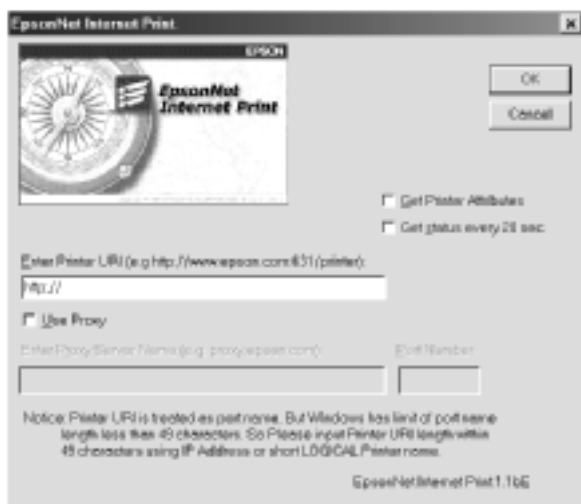 EpsonNet Internet Print
EPSON
EpsonNet
Internet Print
OK
Cancel
Get Printer Attributes
Get status every 20 sec.
Enter Printer URI (e.g http://www.epson.com:631/printer):
http://
Use Proxy
Enter Proxy Server Name (e.g. proxy.epson.com):
Port Number
Notice: Printer URI is treated as port name. But Windows has limit of port name
length less than 49 characters. So Please input Printer URI length within
49 characters using IP Address or short LOGICAL Printer name.
EpsonNet Internet Print 1.1bE